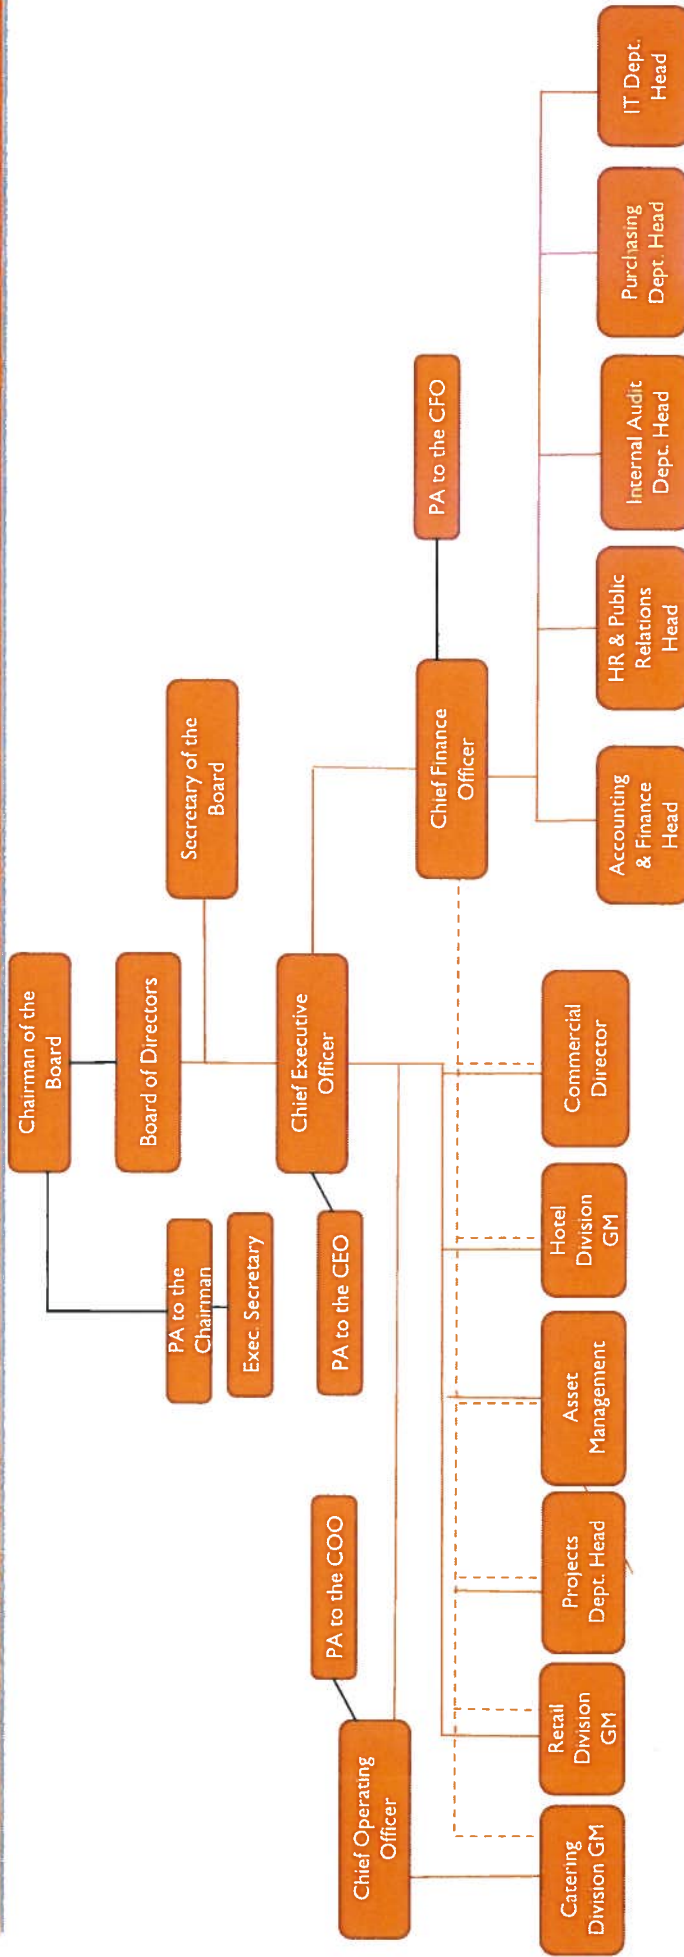 Chairman of the
Board
Board of Directors
Secretary of the
Board
PA to the
Chairman
Exec. Secretary
Chief Executive
Officer
PA to the CEO
PA to the COO
Chief Operating
Officer
Chief Finance
Officer
PA to the CFO
Catering
Division GM
Retail
Division
GM
Projects
Dept. Head
Asset
Management
Hotel
Division
GM
Commercial
Director
Accounting
& Finance
Head
HR & Public
Relations
Head
Internal Audit
Dept. Head
Purchasing
Dept. Head
IT Dept.
Head